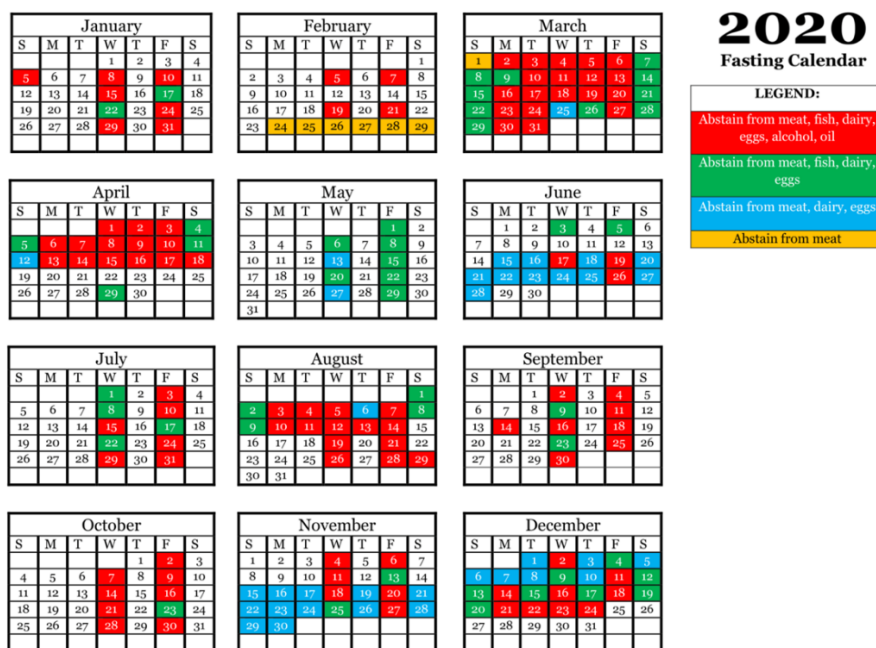 January February March
S M T W T F S S M T W T F S S M T W T F S
1 2 3 4 1 1 2 3 4 5 6 7
5 6 7 8 9 10 11 2 3 4 5 6 7 8 8 9 10 11 12 13 14
12 13 14 15 16 17 18 9 10 11 12 13 14 15 15 16 17 18 19 20 21
19 20 21 22 23 24 25 16 17 18 19 20 21 22 22 23 24 25 26 27 28
26 27 28 29 30 31 23 24 25 26 27 28 29 29 30 31
2020
Fasting Calendar
LEGEND:
Abstain from meat, fish, dairy,
eggs, alcohol, oil
Abstain from meat, fish, dairy,
eggs
Abstain from meat, dairy, eggs
Abstain from meat
April May June
S M T W T F S S M T W T F S S M T W T F S
1 2 3 4 1 2 1 2 3 4 5 6
5 6 7 8 9 10 11 3 4 5 6 7 8 9 7 8 9 10 11 12 13
12 13 14 15 16 17 18 10 11 12 13 14 15 16 14 15 16 17 18 19 20
19 20 21 22 23 24 25 17 18 19 20 21 22 23 21 22 23 24 25 26 27
26 27 28 29 30 24 25 26 27 28 29 30 28 29 30
31
July August September
S M T W T F S S M T W T F S S M T W T F S
1 2 3 4 1 1 2 3 4 5
5 6 7 8 9 10 11 2 3 4 5 6 7 8 6 7 8 9 10 11 12
12 13 14 15 16 17 18 9 10 11 12 13 14 15 13 14 15 16 17 18 19
19 20 21 22 23 24 25 16 17 18 19 20 21 22 20 21 22 23 24 25 26
26 27 28 29 30 31 23 24 25 26 27 28 29 27 28 29 30
30 31
October November December
S M T W T F S S M T W T F S S M T W T F S
1 2 3 1 2 3 4 5 6 7 1 2 3 4 5
4 5 6 7 8 9 10 8 9 10 11 12 13 14 6 7 8 9 10 11 12
11 12 13 14 15 16 17 15 16 17 18 19 20 21 13 14 15 16 17 18 19
18 19 20 21 22 23 24 22 23 24 25 26 27 28 20 21 22 23 24 25 26
25 26 27 28 29 30 31 29 30 27 28 29 30 31